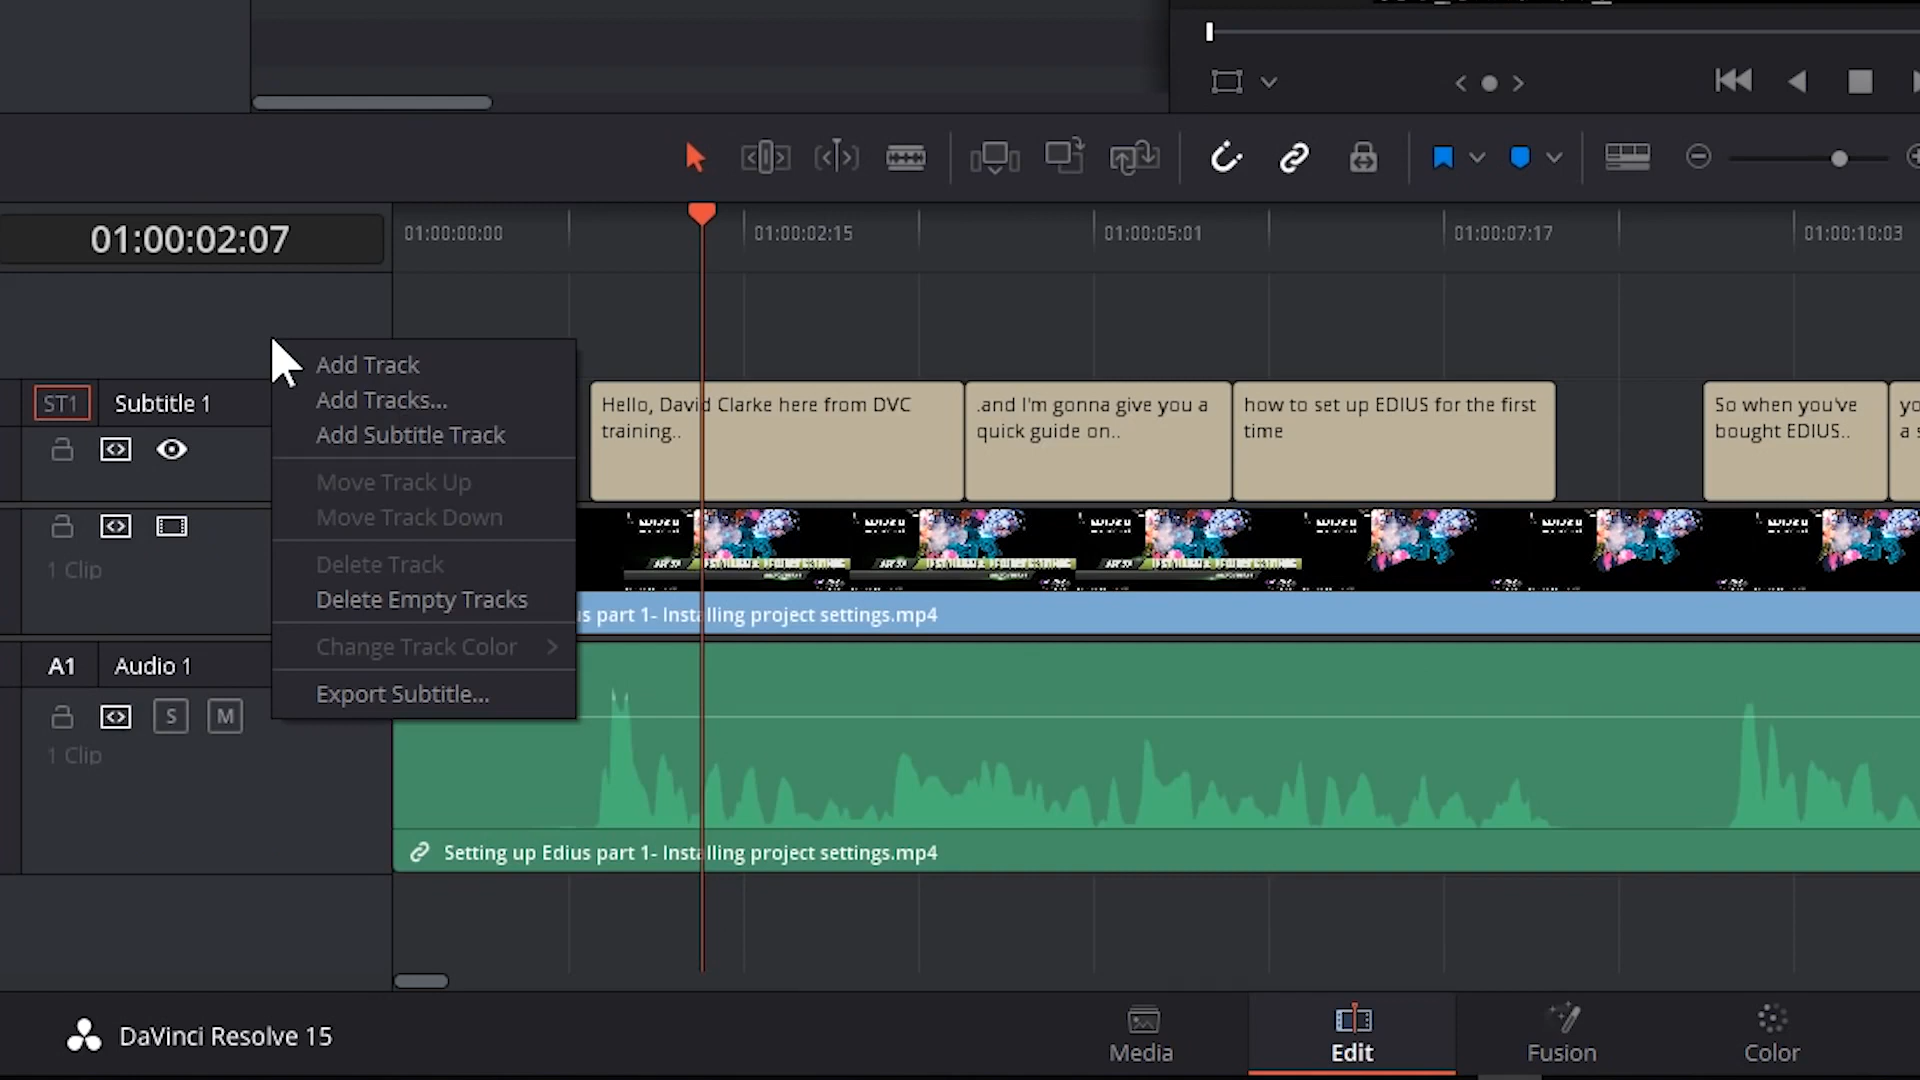 01:00:02:07
01:00:00:00
01:00:02:15
01:00:05:01
01:00:07:17
01:00:10:03
Add Track
Add Tracks...
Add Subtitle Track
Move Track Up
Move Track Down
Delete Track
Delete Empty Tracks
Change Track Color
Export Subtitle...
ST1
Subtitle 1
Hello, David Clarke here from DVC
training..
.and I'm gonna give you a
quick guide on..
how to set up EDIUS for the first
time
So when you've
bought EDIUS..
yo
a s
1 Clip
us part 1- Installing project settings.mp4
A1
Audio 1
S
M
1 Clip
Setting up Edius part 1- Installing project settings.mp4
DaVinci Resolve 15
Media
Edit
Fusion
Color